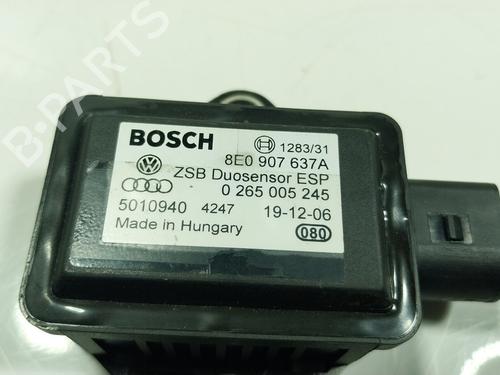 BOSCH 1283/31
8E0 907 637A
ZSB Duosensor ESP
0 265 005 245
5010940 4247 19-12-06
Made in Hungary 080
B-PARTS